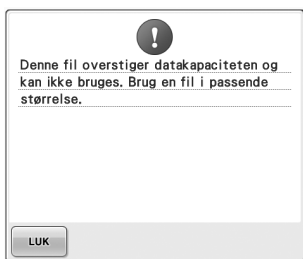 Denne fil overstiger datakapaciteten og
kan ikke bruges. Brug en fil i passende
størrelse.
LUK